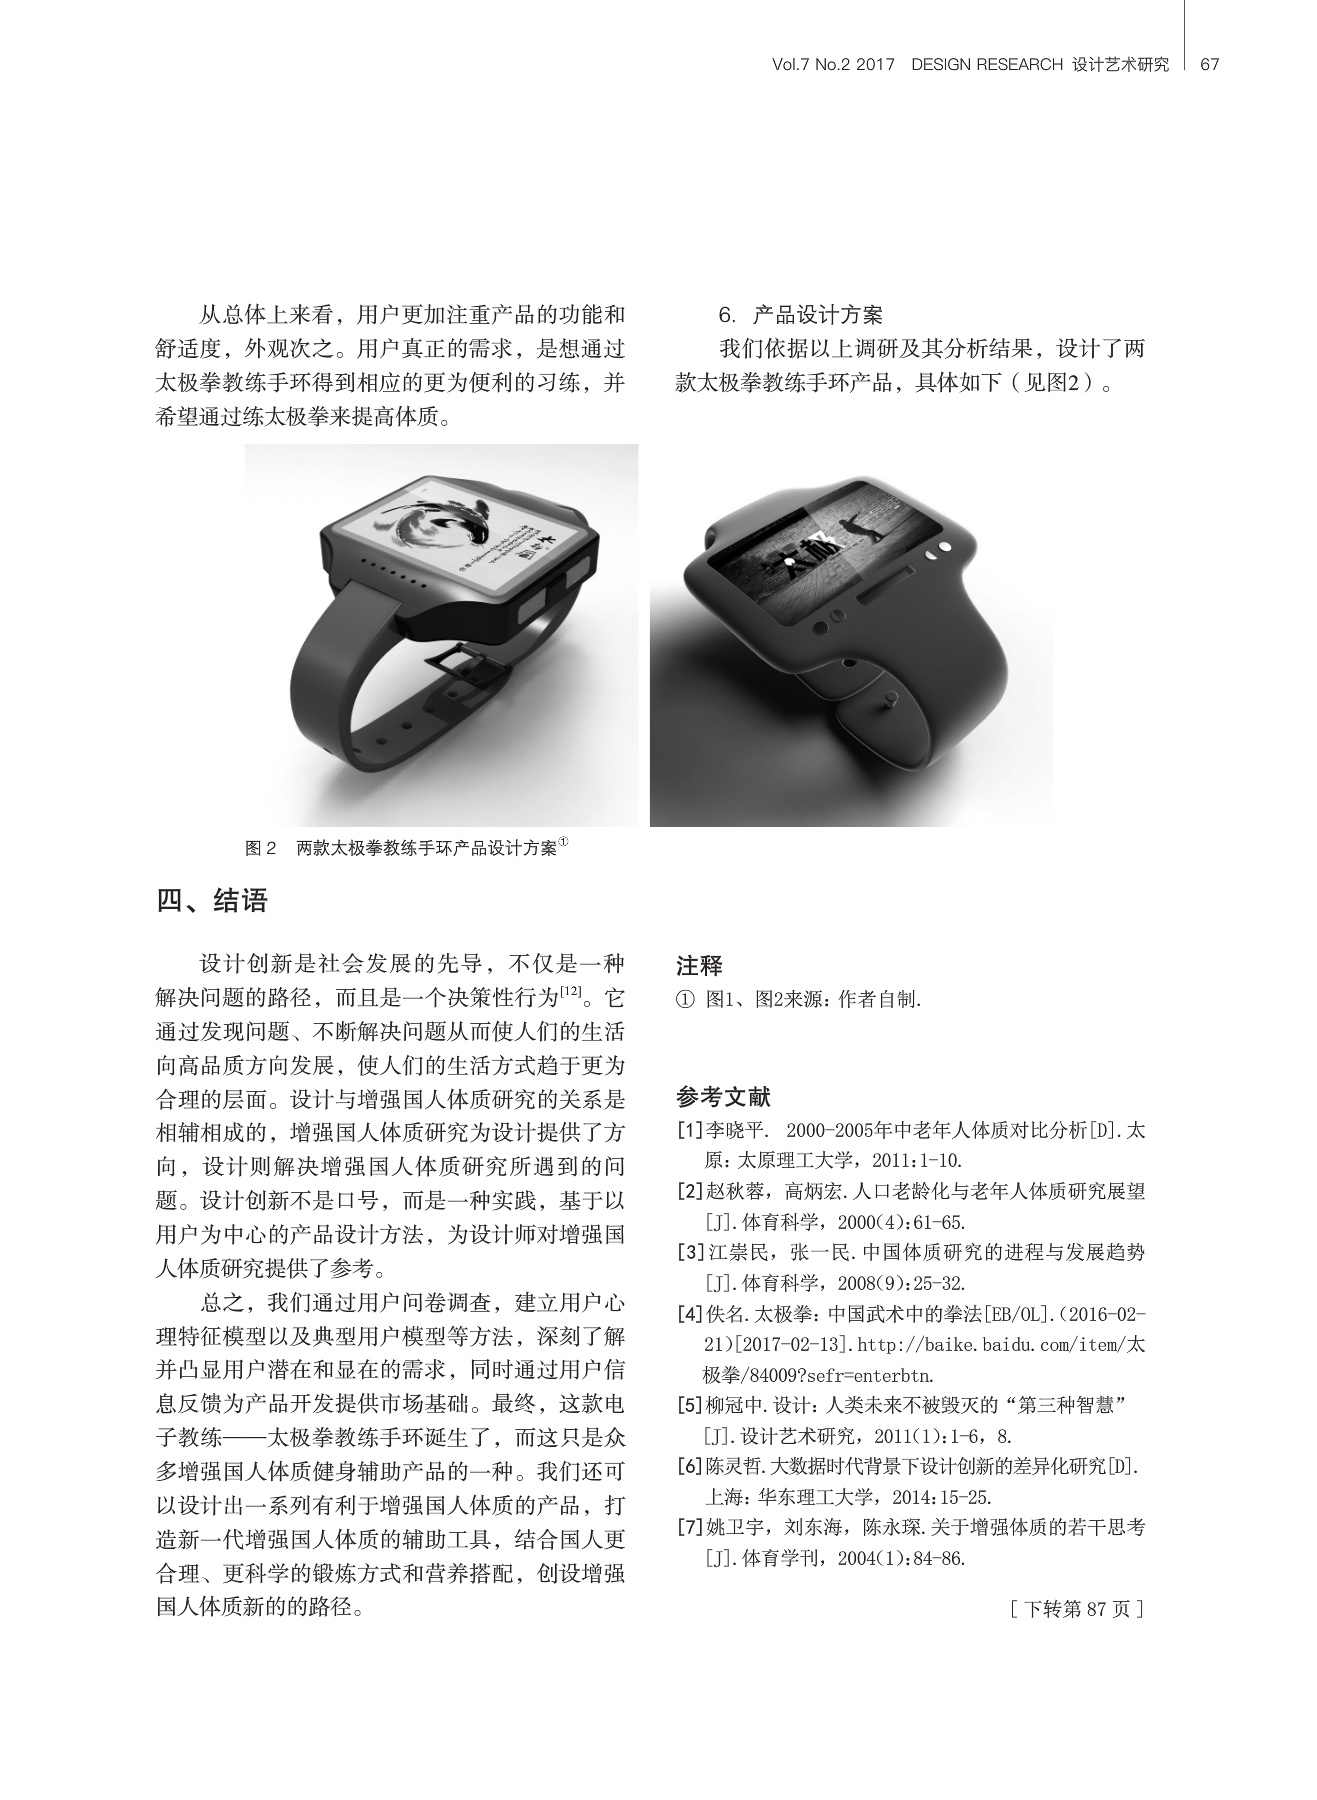 Vol.7 No.2 2017 DESIGN RESEARCH 设计艺术研究 67
从总体上来看，用户更加注重产品的功能和
舒适度，外观次之。用户真正的需求，是想通过
太极拳教练手环得到相应的更为便利的习练，并
希望通过练太极拳来提高体质。
6. 产品设计方案
我们依据以上调研及其分析结果，设计了两
款太极拳教练手环产品，具体如下（见图2）。
太极
图 2 两款太极拳教练手环产品设计方案①
四、结语
设计创新是社会发展的先导，不仅是一种
解决问题的路径，而且是一个决策性行为[12]。它
通过发现问题、不断解决问题从而使人们的生活
向高品质方向发展，使人们的生活方式趋于更为
合理的层面。设计与增强国人体质研究的关系是
相辅相成的，增强国人体质研究为设计提供了方
向，设计则解决增强国人体质研究所遇到的问
题。设计创新不是口号，而是一种实践，基于以
用户为中心的产品设计方法，为设计师对增强国
人体质研究提供了参考。
总之，我们通过用户问卷调查，建立用户心
理特征模型以及典型用户模型等方法，深刻了解
并凸显用户潜在和显在的需求，同时通过用户信
息反馈为产品开发提供市场基础。最终，这款电
子教练——太极拳教练手环诞生了，而这只是众
多增强国人体质健身辅助产品的一种。我们还可
以设计出一系列有利于增强国人体质的产品，打
造新一代增强国人体质的辅助工具，结合国人更
合理、更科学的锻炼方式和营养搭配，创设增强
国人体质新的的路径。
注释
① 图1、图2来源：作者自制.
参考文献
[1]李晓平. 2000-2005年中老年人体质对比分析[D].太
原：太原理工大学，2011:1-10.
[2]赵秋蓉，高炳宏.人口老龄化与老年人体质研究展望
[J].体育科学，2000(4):61-65.
[3]江崇民，张一民.中国体质研究的进程与发展趋势
[J].体育科学，2008(9):25-32.
[4]佚名.太极拳：中国武术中的拳法[EB/OL].(2016-02-
21)[2017-02-13].http://baike.baidu.com/item/太
极拳/84009?sefr=enterbtn.
[5]柳冠中.设计：人类未来不被毁灭的“第三种智慧”
[J].设计艺术研究，2011(1):1-6，8.
[6]陈灵哲.大数据时代背景下设计创新的差异化研究[D].
上海：华东理工大学，2014:15-25.
[7]姚卫宇，刘东海，陈永琛.关于增强体质的若干思考
[J].体育学刊，2004(1):84-86.
［下转第 87 页］